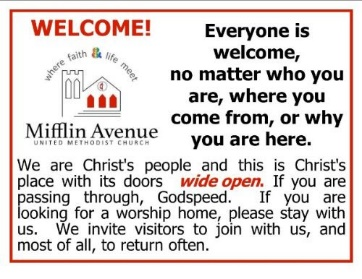 WELCOME!
where faith & life meet
Mifflin Avenue
UNITED METHODIST CHURCH
Everyone is
welcome,
no matter who you
are, where you
come from, or why
you are here.
We are Christ's people and this is Christ's
place with its doors wide open. If you are
passing through, Godspeed. If you are
looking for a worship home, please stay with
us. We invite visitors to join with us, and
most of all, to return often.